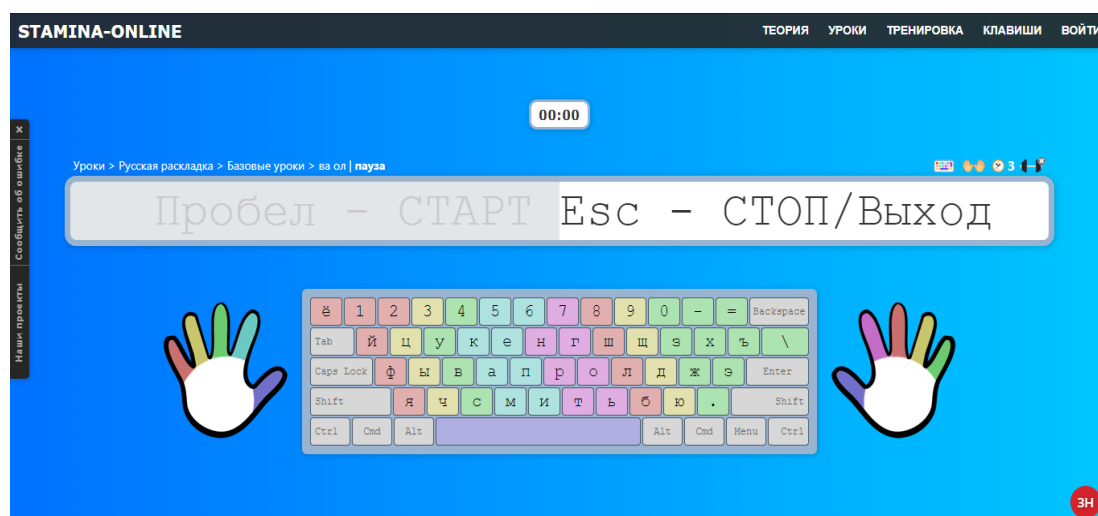 STAMINA-ONLINE ТЕОРИЯ УРОКИ ТРЕНИРОВКА КЛАВИШИ ВОЙТИ
00:00
Уроки > Русская раскладка > Базовые уроки > ва ол | пауза 3
Пробел - СТАРТ Esc - СТОП/Выход
Наши проекты Сообщить об ошибке ×
ё 1 2 3 4 5 6 7 8 9 0 - = Backspace
Tab й ц у к е н г ш щ з х ъ \
Caps Lock ф ы в а п р о л д ж э Enter
Shift я ч с м и т ь б ю . Shift
Ctrl Cmd Alt Alt Cmd Menu Ctrl
ЗН